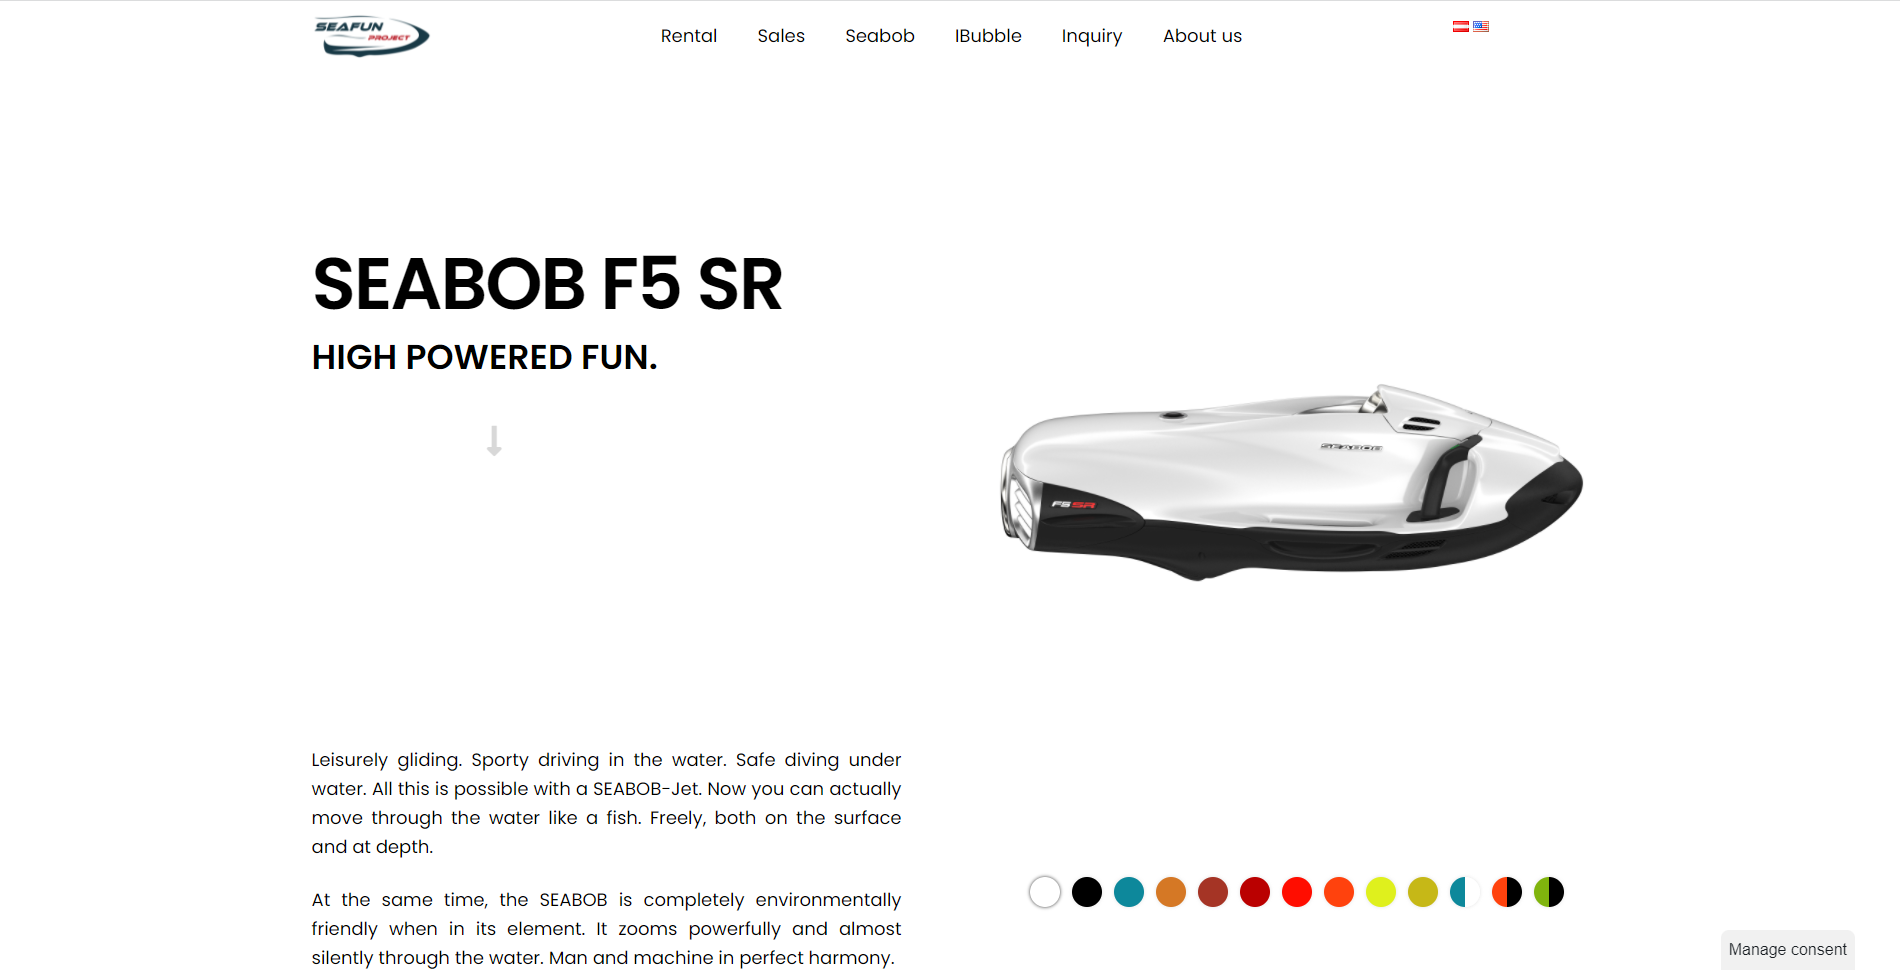 SEAFUN
PROJECT
Rental Sales Seabob IBubble Inquiry About us
SEABOB F5 SR
HIGH POWERED FUN.
SEABOB
F5 SR
Leisurely gliding. Sporty driving in the water. Safe diving under
water. All this is possible with a SEABOB-Jet. Now you can actually
move through the water like a fish. Freely, both on the surface
and at depth.
At the same time, the SEABOB is completely environmentally
friendly when in its element. It zooms powerfully and almost
silently through the water. Man and machine in perfect harmony.
Manage consent